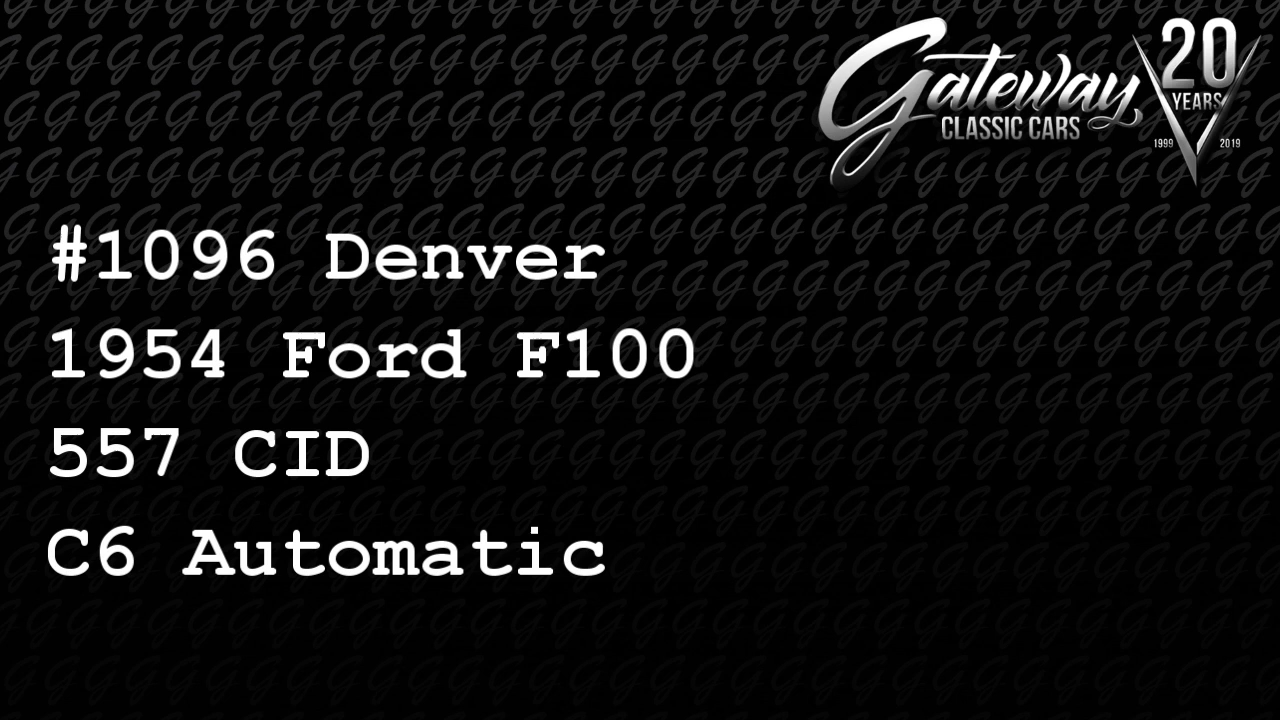 Gateway
CLASSIC CARS
20
YEARS
1999 2019
#1096 Denver
1954 Ford F100
557 CID
C6 Automatic